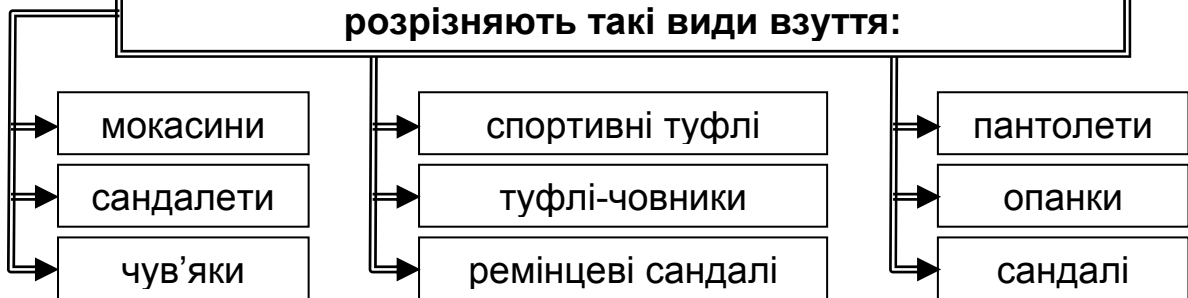 розрізняють такі види взуття:
мокасини
спортивні туфлі
пантолети
сандалети
туфлі-човники
опанки
чув’яки
ремінцеві сандалі
сандалі